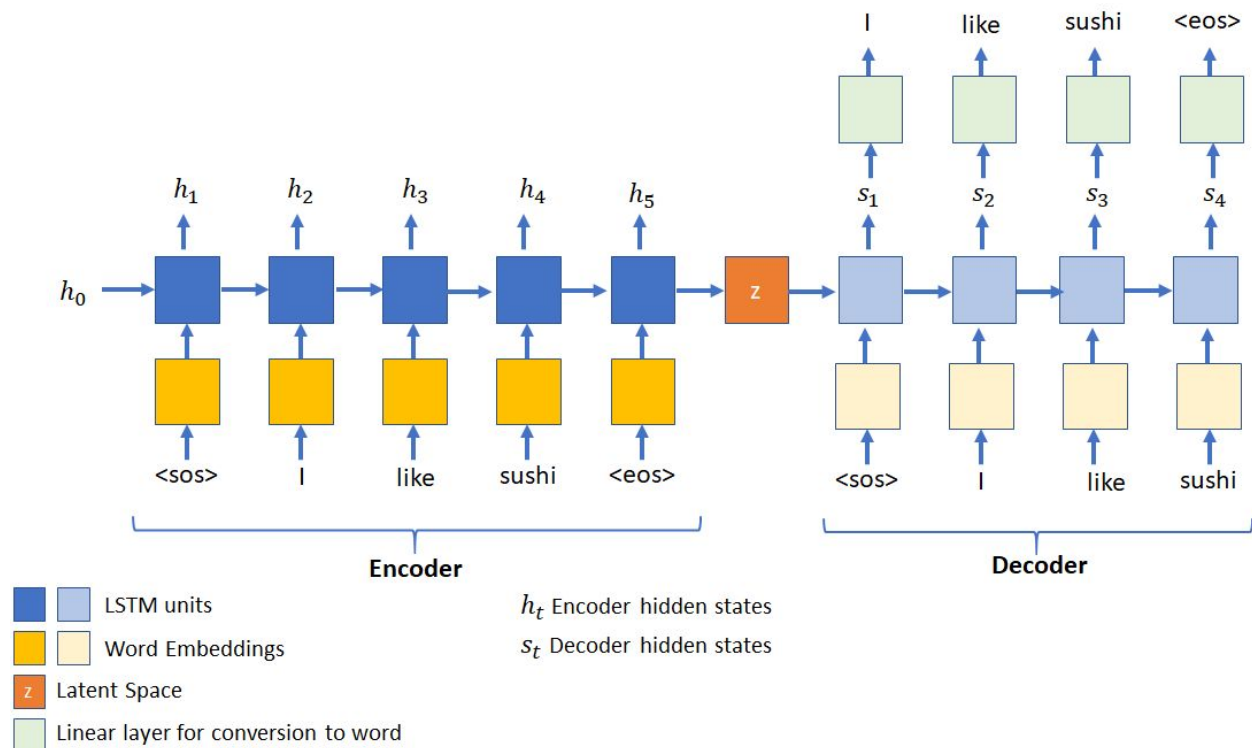 I like sushi <eos>
h₁ h₂ h₃ h₄ h₅ s₁ s₂ s₃ s₄
h₀ z
<sos> I like sushi <eos> <sos> I like sushi
Encoder Decoder
LSTM units
Word Embeddings
z Latent Space
Linear layer for conversion to word
hₜ Encoder hidden states
sₜ Decoder hidden states